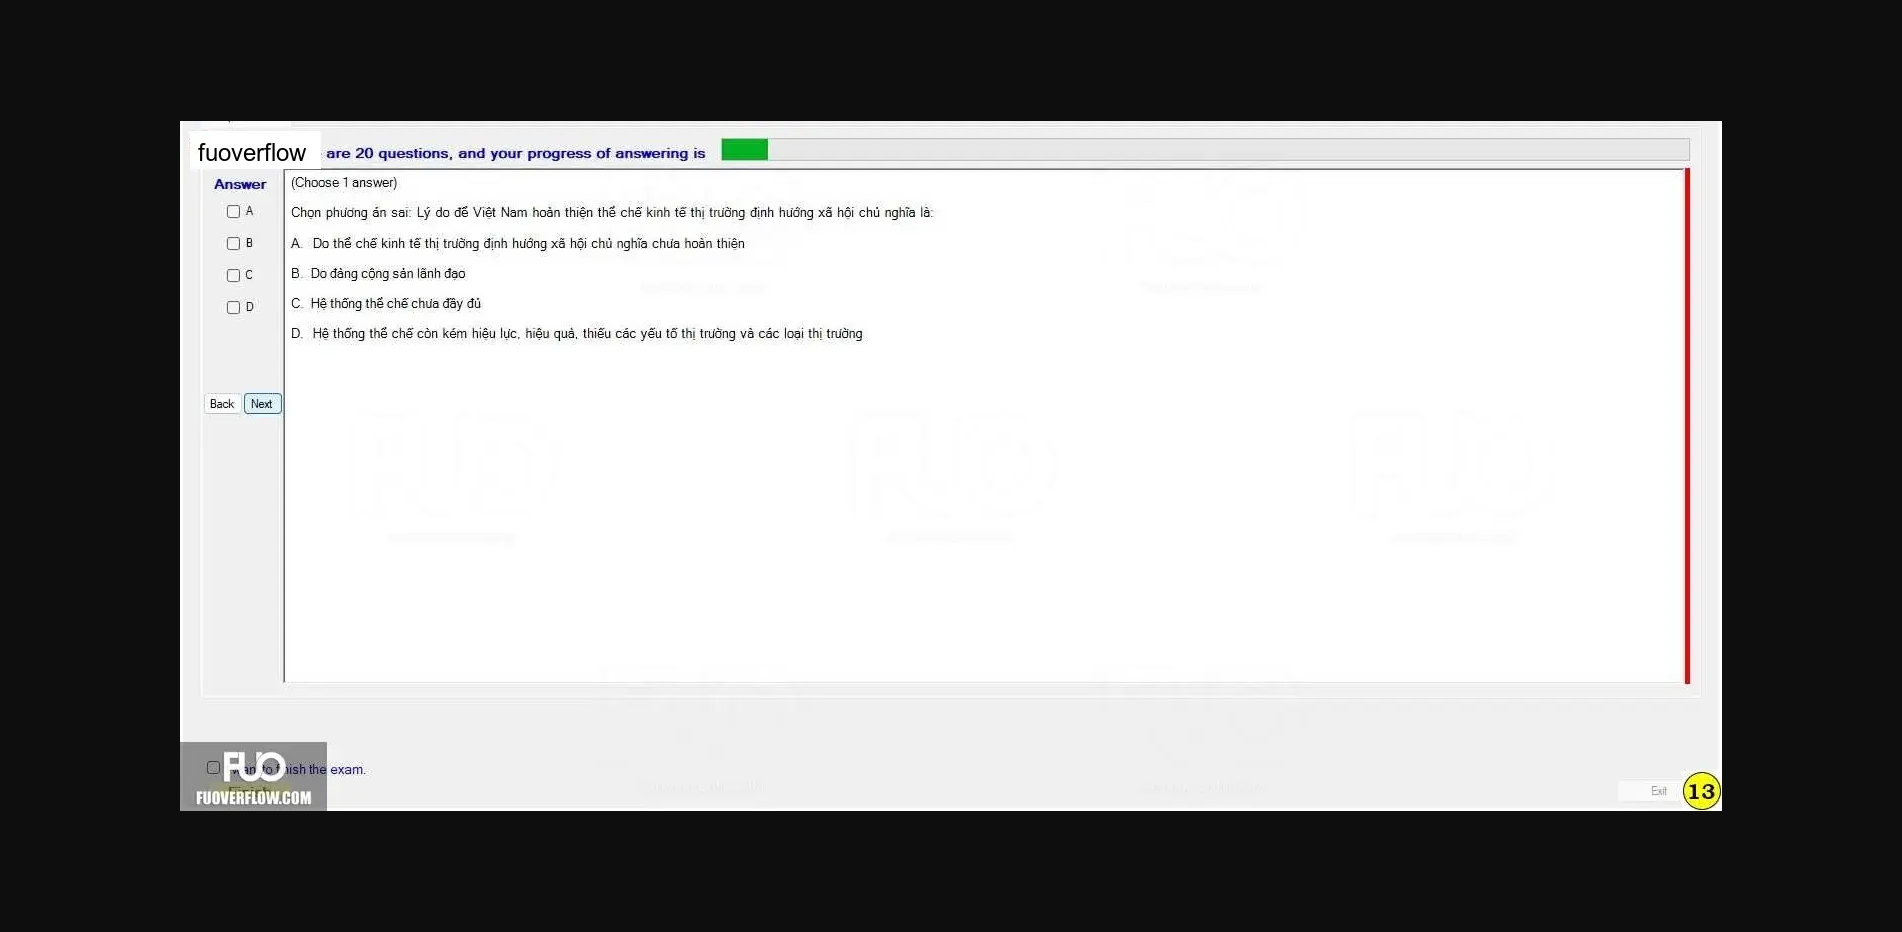 fuoverflow
are 20 questions, and your progress of answering is
Answer
(Choose 1 answer)
A
Chọn phương án sai: Lý do để Việt Nam hoàn thiện thể chế kinh tế thị trường định hướng xã hội chủ nghĩa là:
B
A. Do thể chế kinh tế thị trường định hướng xã hội chủ nghĩa chưa hoàn thiện
C
B. Do đảng cộng sản lãnh đạo
D
C. Hệ thống thể chế chưa đầy đủ
D. Hệ thống thể chế còn kém hiệu lực, hiệu quả, thiếu các yếu tố thị trường và các loại thị trường
Back Next
FUO
the exam.
FUOVERFLOW.COM
Exit
13